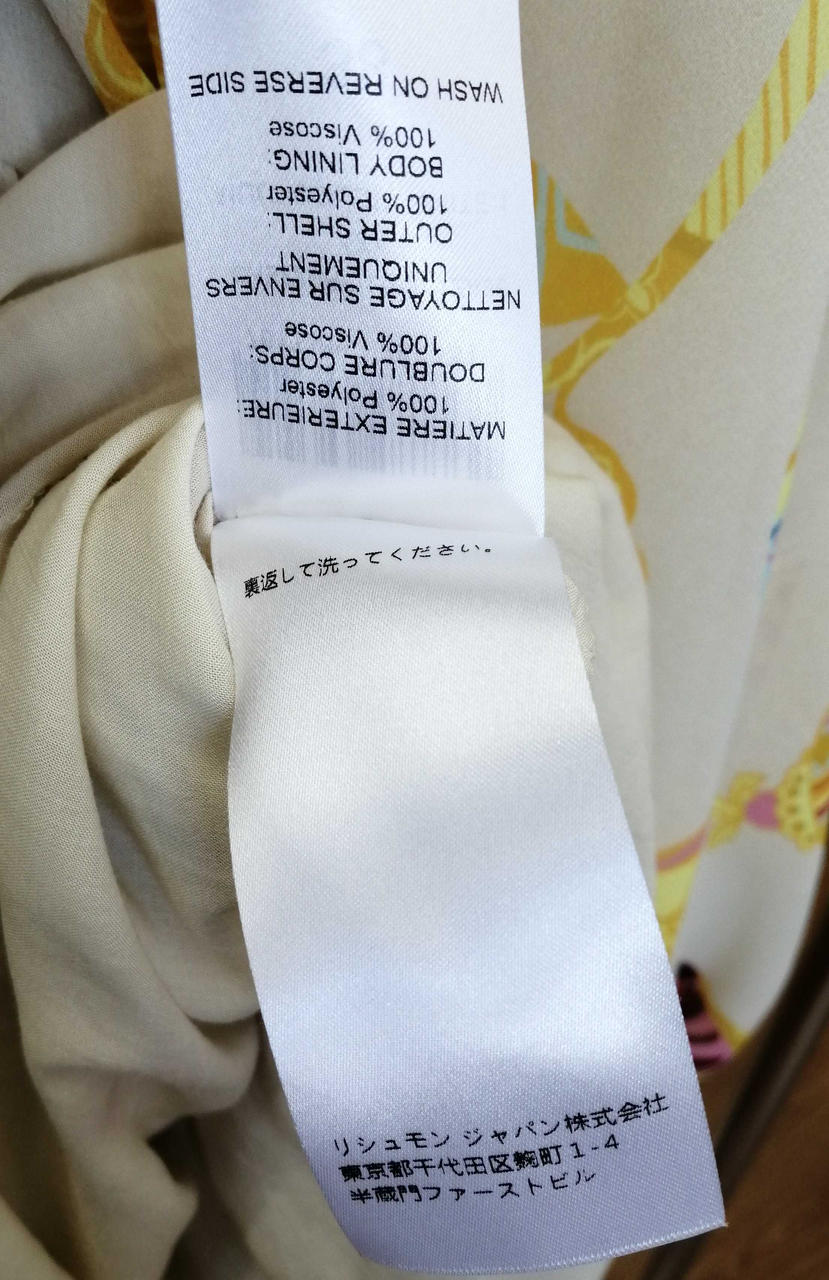 MATIERE EXTERIEURE:
100% Polyester
DOUBLURE CORPS:
100% Viscose
NETTOYAGE SUR ENVERS
UNIQUEMENT
OUTER SHELL:
100% Polyester
BODY LINING:
100% Viscose
WASH ON REVERSE SIDE
裏返して洗ってください。
リシュモン ジャパン株式会社
東京都千代田区麹町1-4
半蔵門ファーストビル